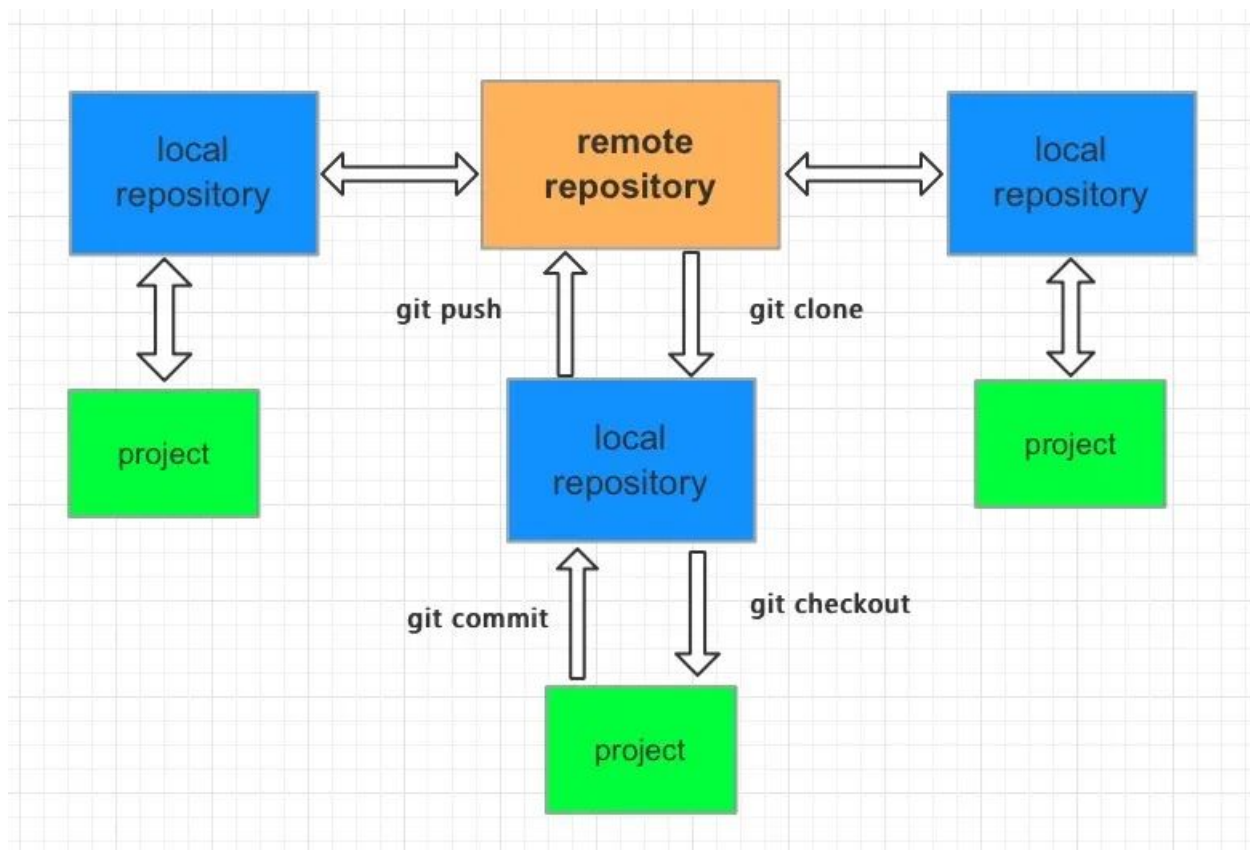 local
repository
remote
repository
local
repository
git push
git clone
project
local
repository
project
git commit
git checkout
project